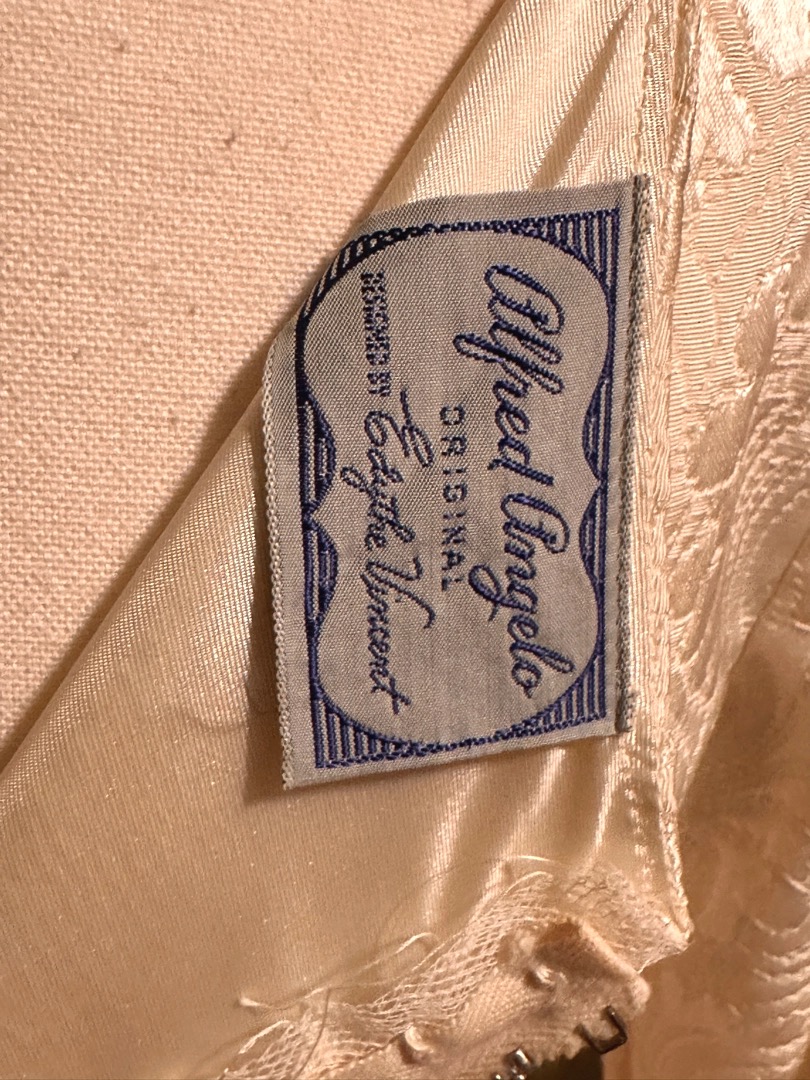 Alfred Angelo
ORIGINAL
DESIGNED BY Edythe Vincent